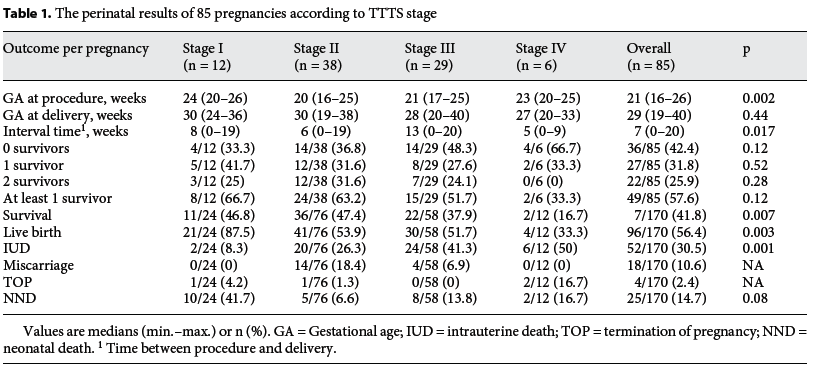 Table 1. The perinatal results of 85 pregnancies according to TTTS stage
Outcome per pregnancy Stage I (n = 12) Stage II (n = 38) Stage III (n = 29) Stage IV (n = 6) Overall (n = 85) p
GA at procedure, weeks 24 (20–26) 20 (16–25) 21 (17–25) 23 (20–25) 21 (16–26) 0.002
GA at delivery, weeks 30 (24–36) 30 (19–38) 28 (20–40) 27 (20–33) 29 (19–40) 0.44
Interval time¹, weeks 8 (0–19) 6 (0–19) 13 (0–20) 5 (0–9) 7 (0–20) 0.017
0 survivors 4/12 (33.3) 14/38 (36.8) 14/29 (48.3) 4/6 (66.7) 36/85 (42.4) 0.12
1 survivor 5/12 (41.7) 12/38 (31.6) 8/29 (27.6) 2/6 (33.3) 27/85 (31.8) 0.52
2 survivors 3/12 (25) 12/38 (31.6) 7/29 (24.1) 0/6 (0) 22/85 (25.9) 0.28
At least 1 survivor 8/12 (66.7) 24/38 (63.2) 15/29 (51.7) 2/6 (33.3) 49/85 (57.6) 0.12
Survival 11/24 (46.8) 36/76 (47.4) 22/58 (37.9) 2/12 (16.7) 7/170 (41.8) 0.007
Live birth 21/24 (87.5) 41/76 (53.9) 30/58 (51.7) 4/12 (33.3) 96/170 (56.4) 0.003
IUD 2/24 (8.3) 20/76 (26.3) 24/58 (41.3) 6/12 (50) 52/170 (30.5) 0.001
Miscarriage 0/24 (0) 14/76 (18.4) 4/58 (6.9) 0/12 (0) 18/170 (10.6) NA
TOP 1/24 (4.2) 1/76 (1.3) 0/58 (0) 2/12 (16.7) 4/170 (2.4) NA
NND 10/24 (41.7) 5/76 (6.6) 8/58 (13.8) 2/12 (16.7) 25/170 (14.7) 0.08
Values are medians (min.–max.) or n (%). GA = Gestational age; IUD = intrauterine death; TOP = termination of pregnancy; NND =
neonatal death. ¹ Time between procedure and delivery.